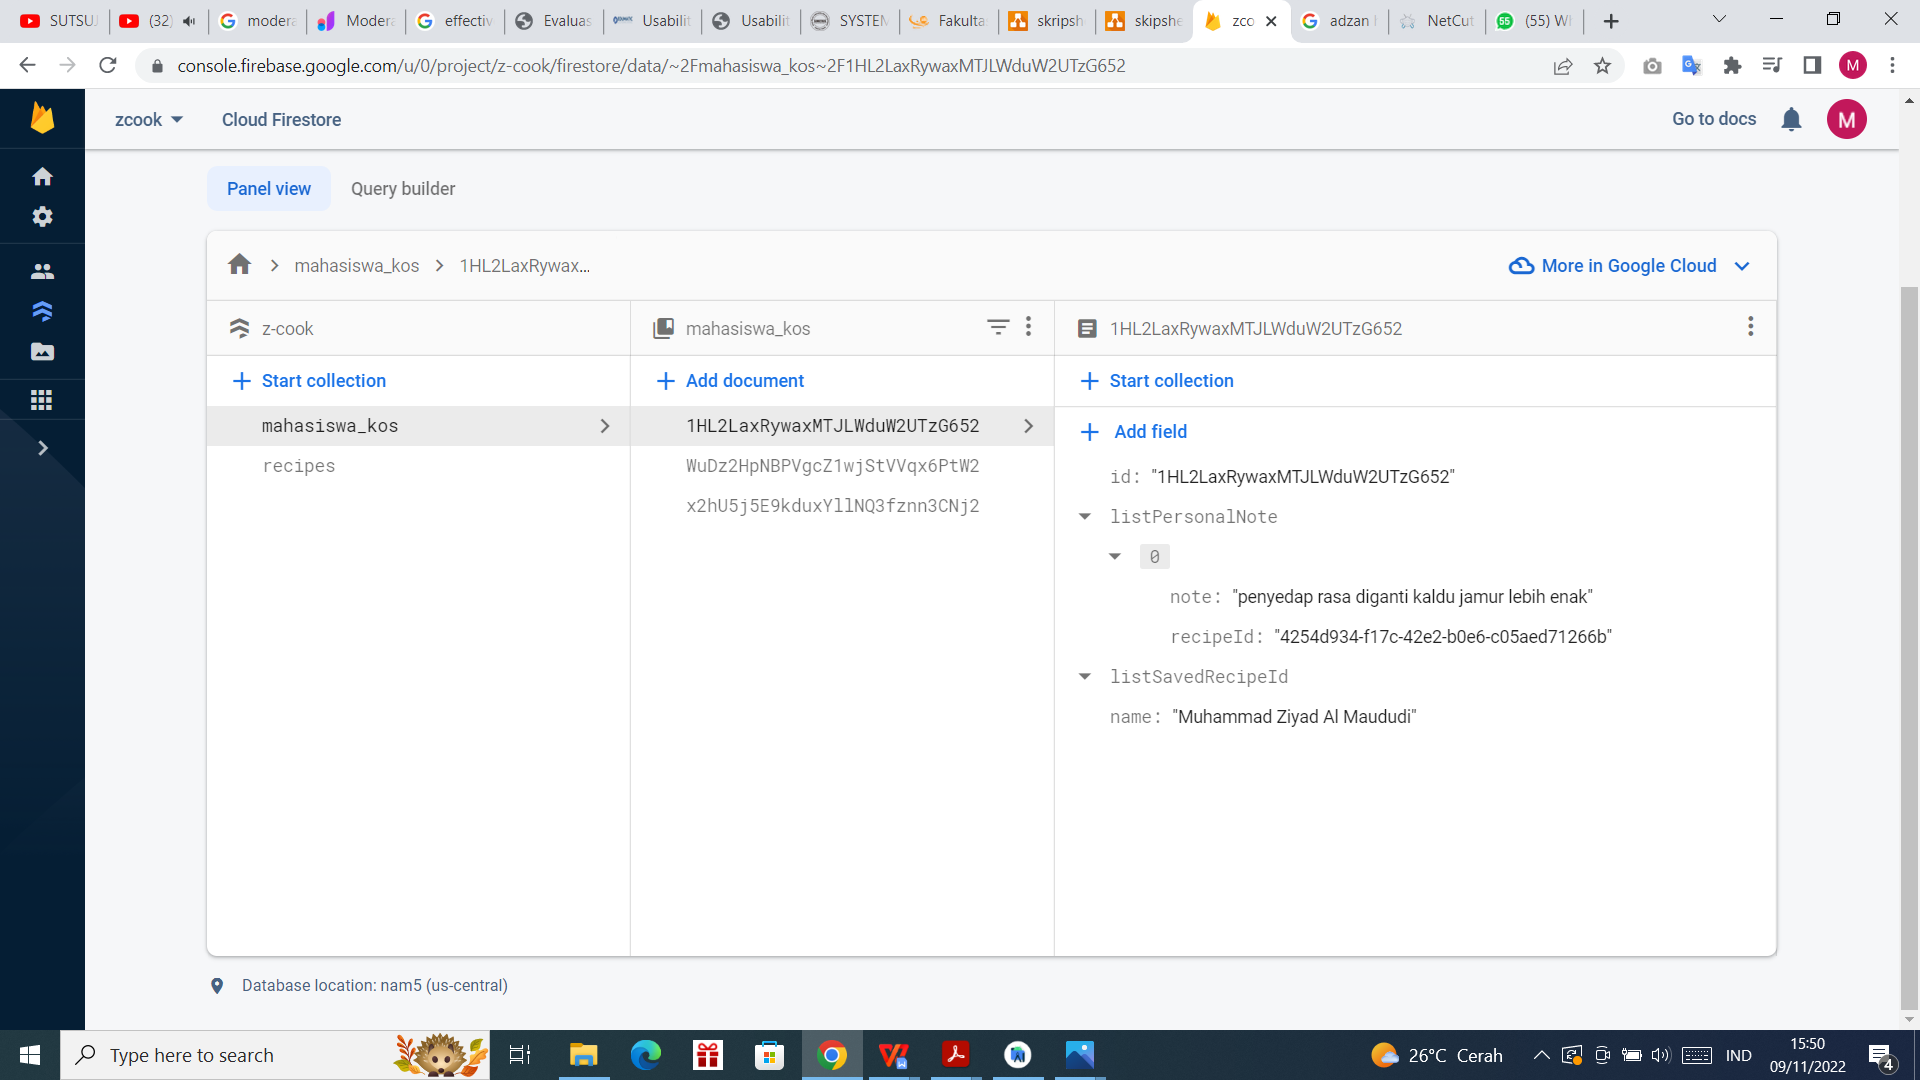 SUTSU
(32)
modera
Modera
effectiv
Evaluas
Usabilit
Usabilit
SYSTEM
Fakulta
skripsh
skipshe
zco
adzan
NetCut
(55) W
console.firebase.google.com/u/0/project/z-cook/firestore/data/~2Fmahasiswa_kos~2F1HL2LaxRywaxMTJLWduW2UTzG652
M
zcook
Cloud Firestore
Go to docs
M
Panel view
Query builder
mahasiswa_kos
1HL2LaxRywax...
More in Google Cloud
z-cook
mahasiswa_kos
1HL2LaxRywaxMTJLWduW2UTzG652
Start collection
Add document
Start collection
mahasiswa_kos
1HL2LaxRywaxMTJLWduW2UTzG652
Add field
recipes
WuDz2HpNBPVgcZ1wjStVVqx6PtW2
x2hU5j5E9kduxYllNQ3fznn3CNj2
id: "1HL2LaxRywaxMTJLWduW2UTzG652"
listPersonalNote
0
note: "penyedap rasa diganti kaldu jamur lebih enak"
recipeId: "4254d934-f17c-42e2-b0e6-c05aed71266b"
listSavedRecipeId
name: "Muhammad Ziyad Al Maududi"
Database location: nam5 (us-central)
Type here to search
26°C Cerah
IND
15:50
09/11/2022
4